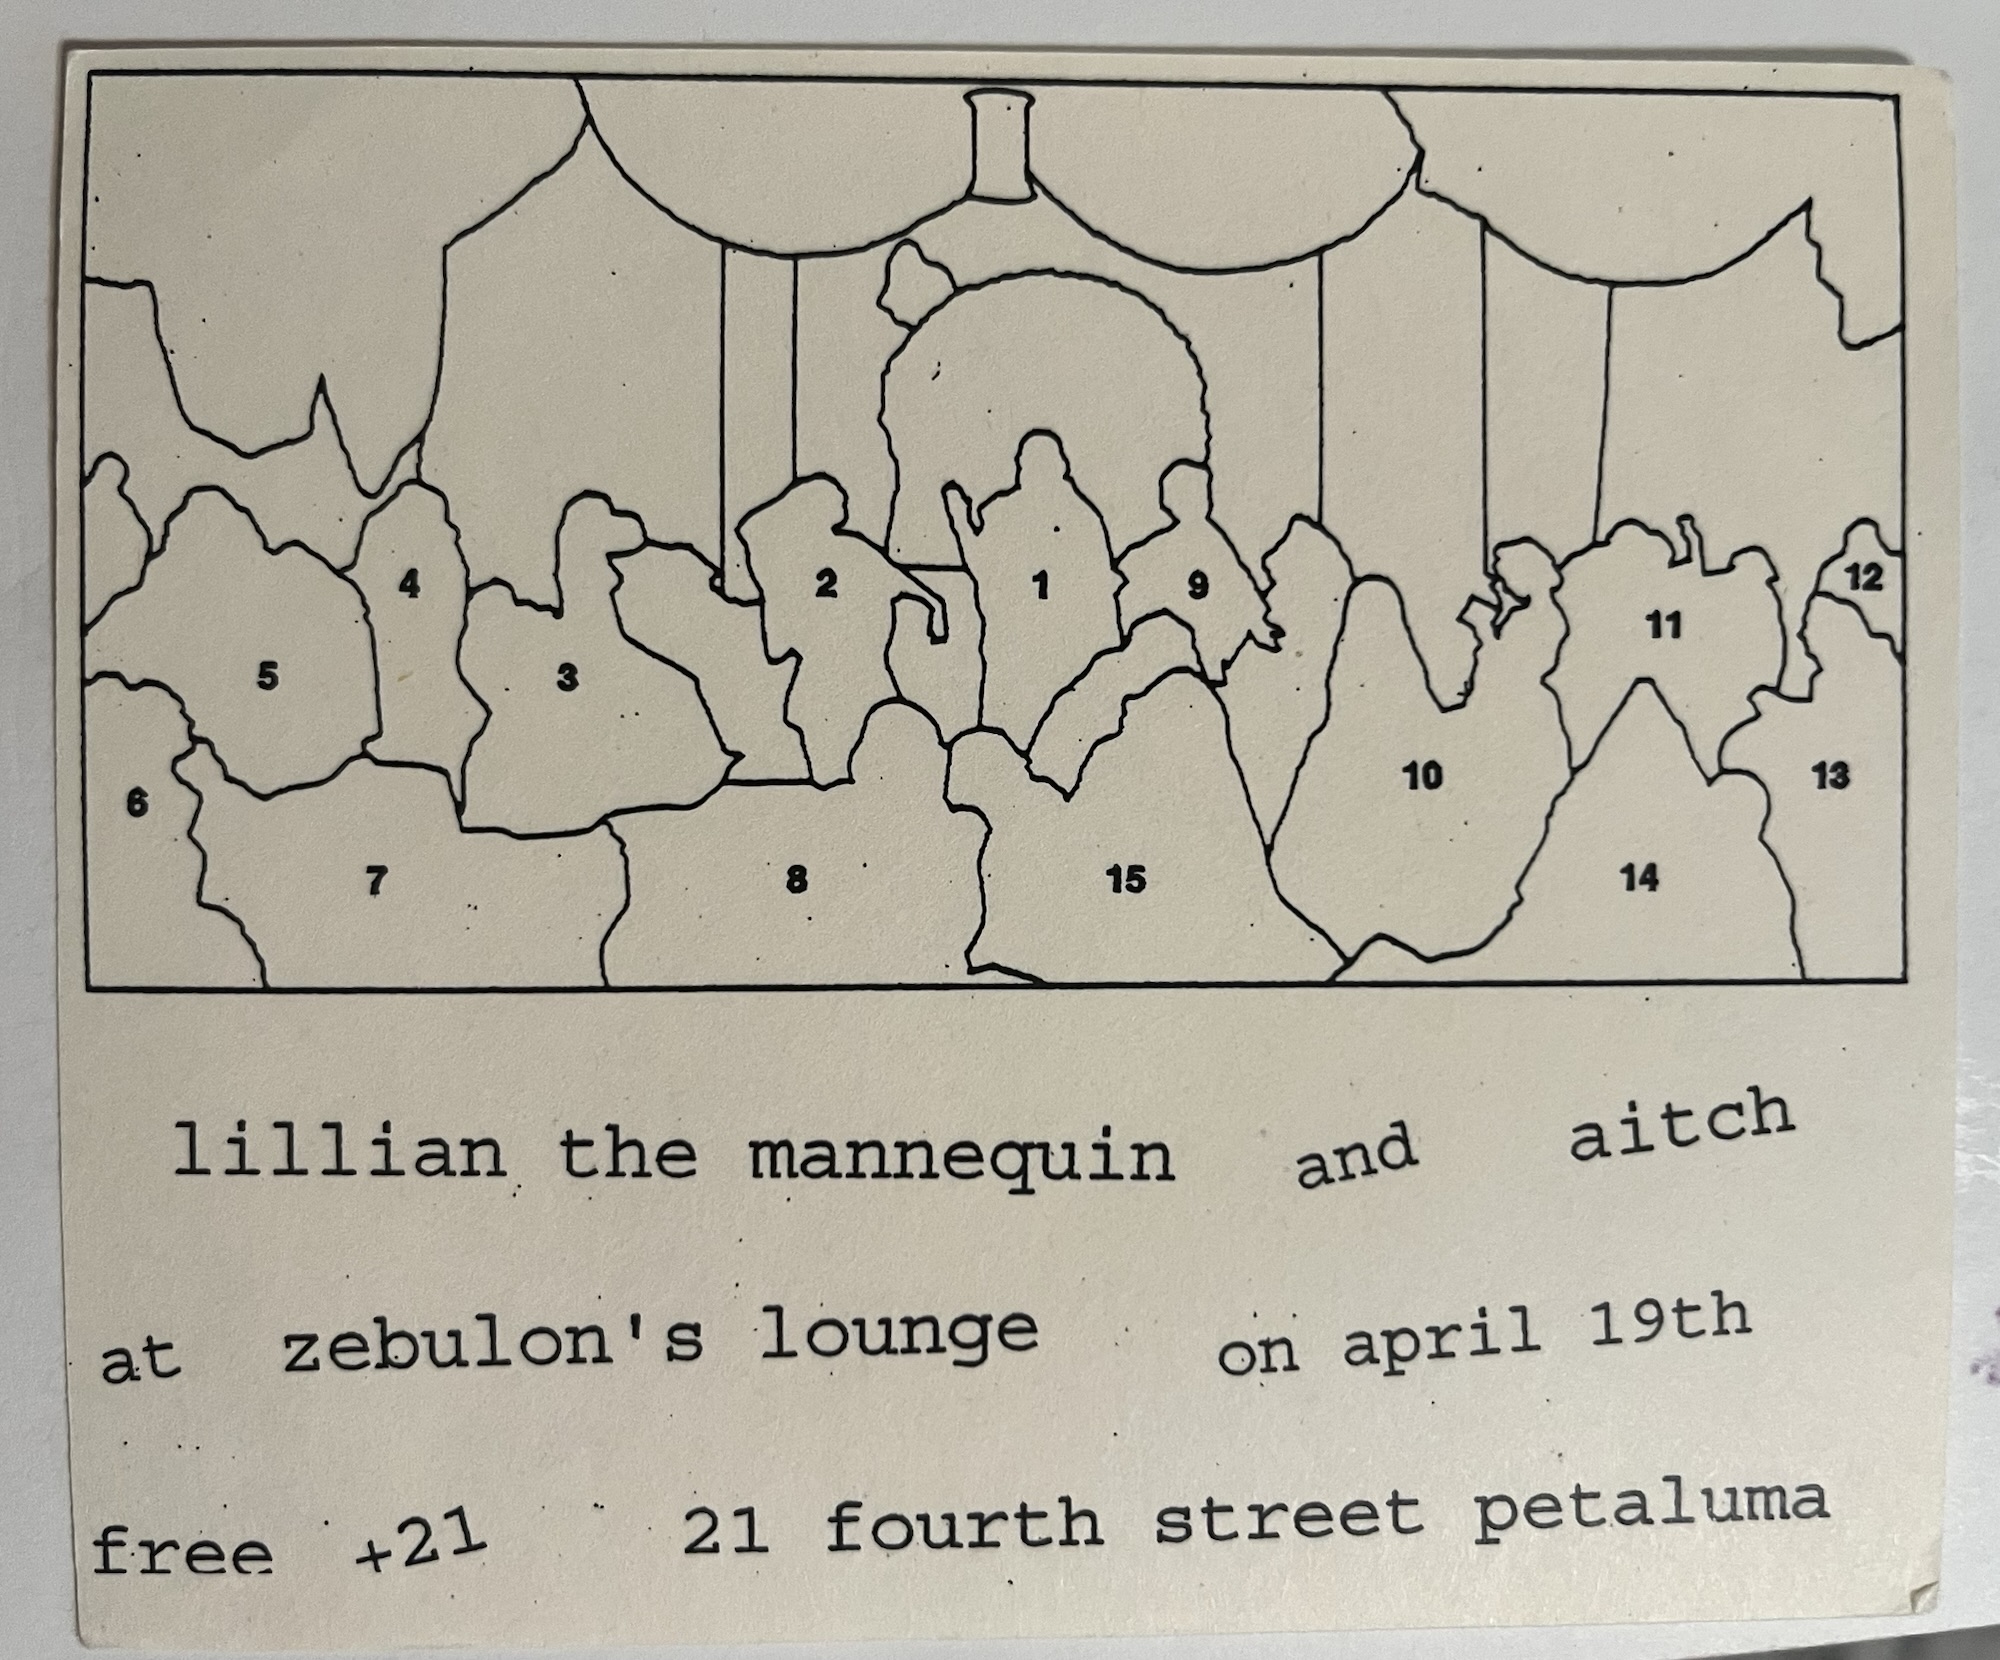 12
4 2 1 9
11
5 3
6 10 13
7 8 15 14
lillian the mannequin and aitch
at zebulon's lounge on april 19th
free +21 21 fourth street petaluma